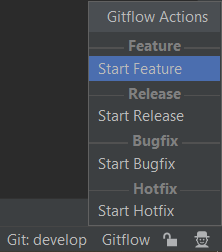 Gitflow Actions
Feature
Start Feature
Release
Start Release
Bugfix
Start Bugfix
Hotfix
Start Hotfix
Git: develop Gitflow